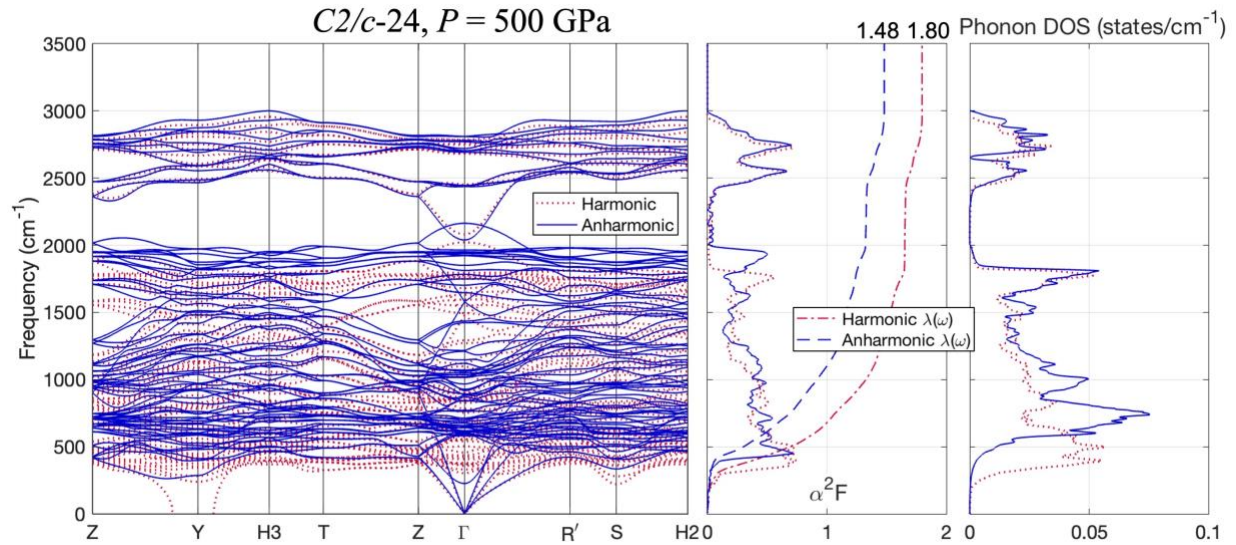 C2/c-24, P = 500 GPa
1.48 1.80 Phonon DOS (states/cm⁻¹)
3500
3000
2500
2000
1500
1000
500
0
Frequency (cm⁻¹)
Harmonic
Anharmonic
Z Y H3 T Z Γ R′ S H2
Harmonic λ(ω)
Anharmonic λ(ω)
α²F
0 1 2
0 0.05 0.1